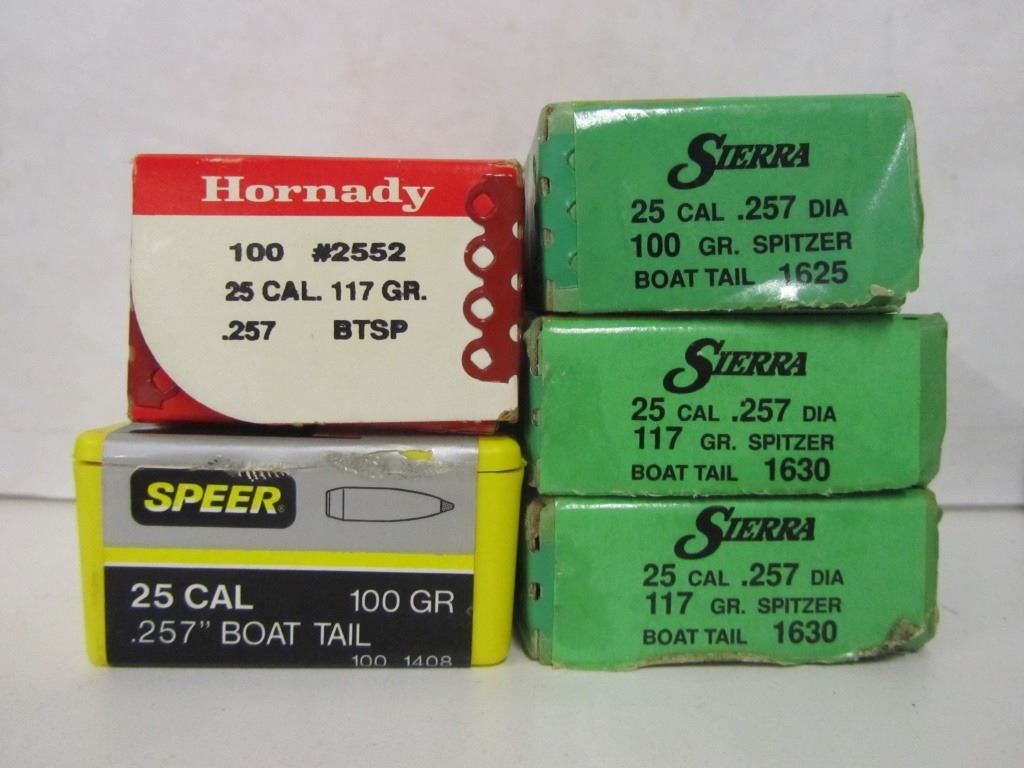 Hornady
100 #2552
25 CAL. 117 GR.
.257 BTSP
SPEER
25 CAL 100 GR
.257" BOAT TAIL
100 1408
SIERRA
25 CAL .257 DIA
100 GR. SPITZER
BOAT TAIL 1625
SIERRA
25 CAL .257 DIA
117 GR. SPITZER
BOAT TAIL 1630
SIERRA
25 CAL .257 DIA
117 GR. SPITZER
BOAT TAIL 1630